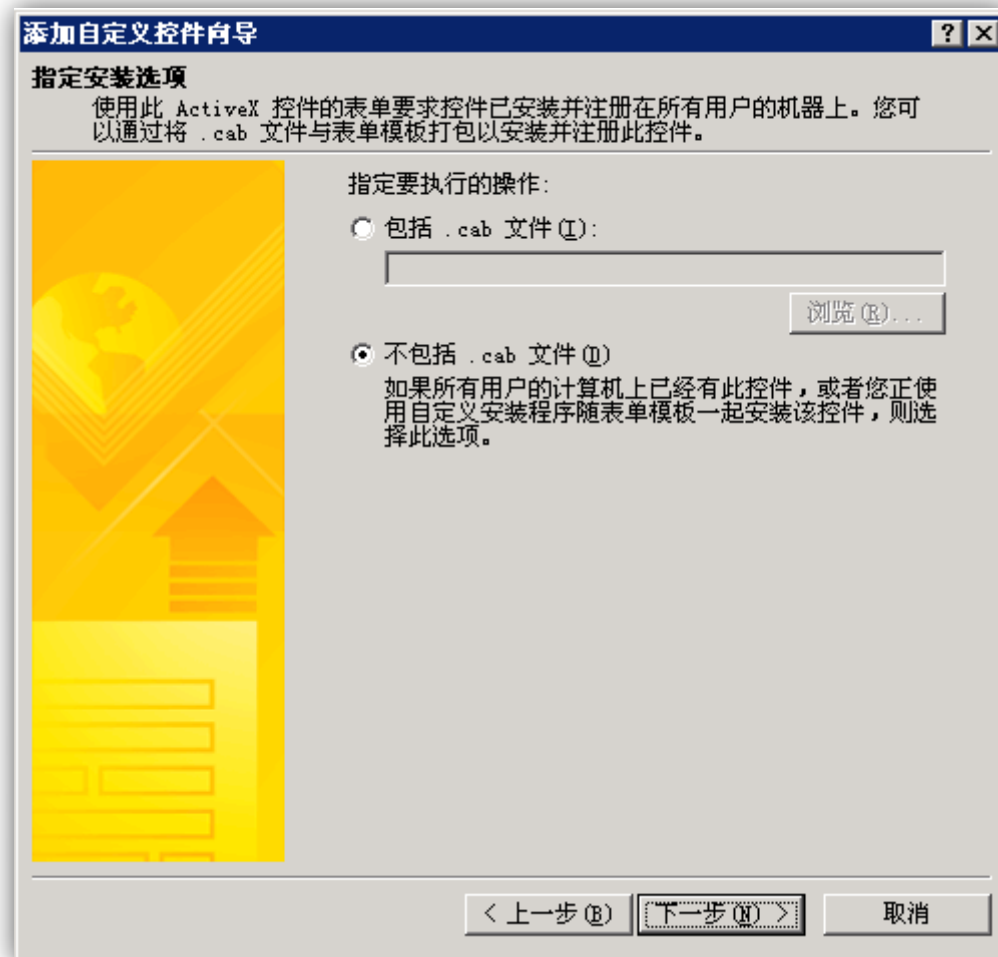 添加自定义控件向导
指定安装选项
使用此 ActiveX 控件的表单要求控件已安装并注册在所有用户的机器上。您可
以通过将 .cab 文件与表单模板打包以安装并注册此控件。
指定要执行的操作:
包括 .cab 文件(I):
浏览(R)...
不包括 .cab 文件(D)
如果所有用户的计算机上已经有此控件，或者您正使
用自定义安装程序随表单模板一起安装该控件，则选
择此选项。
< 上一步(B) 下一步(N) > 取消